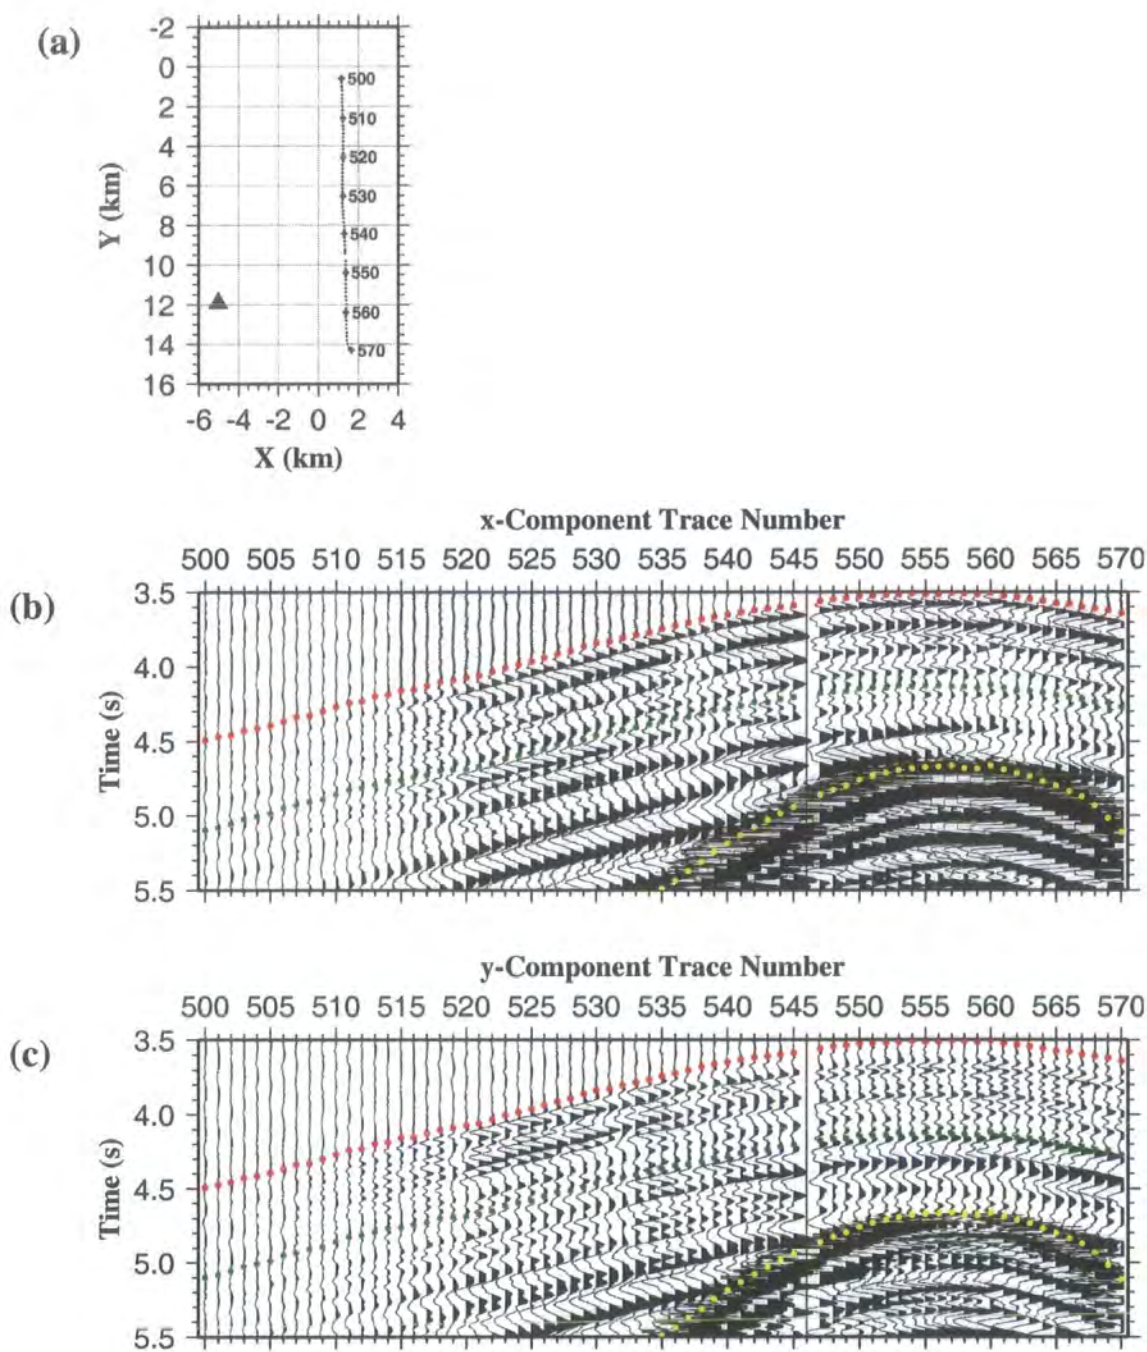 (a)
-2
0
2
4
6
8
10
12
14
16
Y (km)
500
510
520
530
540
550
560
570
-6 -4 -2 0 2 4
X (km)
x-Component Trace Number
500 505 510 515 520 525 530 535 540 545 550 555 560 565 570
(b)
3.5
4.0
4.5
5.0
5.5
Time (s)
y-Component Trace Number
500 505 510 515 520 525 530 535 540 545 550 555 560 565 570
(c)
3.5
4.0
4.5
5.0
5.5
Time (s)